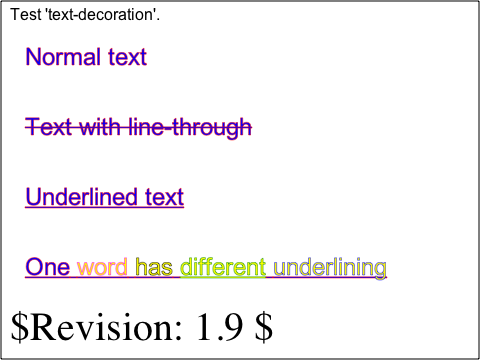 Test 'text-decoration'.
Normal text
Text with line-through
Underlined text
One word has different underlining
$Revision: 1.9 $